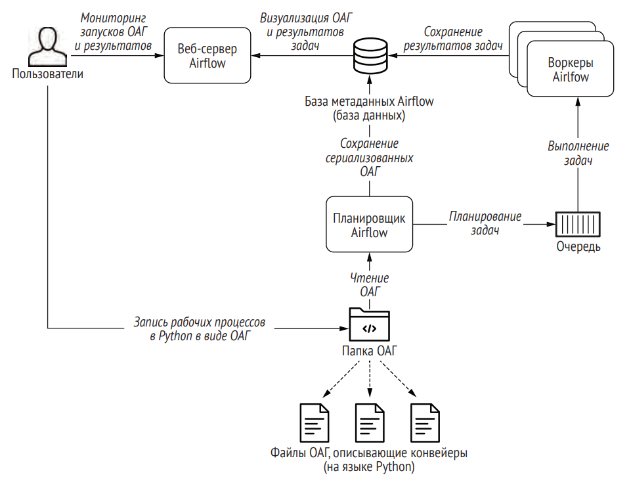 Мониторинг
запусков ОАГ
и результатов
Пользователи
Веб-сервер
Airflow
Визуализация ОАГ
и результатов
задач
Сохранение
результатов задач
Воркеры
Airlfow
База метаданных Airflow
(база данных)
Сохранение
сериализованных
ОАГ
Выполнение
задач
Планировщик
Airflow
Планирование
задач
Очередь
Чтение
ОАГ
Запись рабочих процессов
в Python в виде ОАГ
</>
Папка ОАГ
Файлы ОАГ, описывающие конвейеры
(на языке Python)